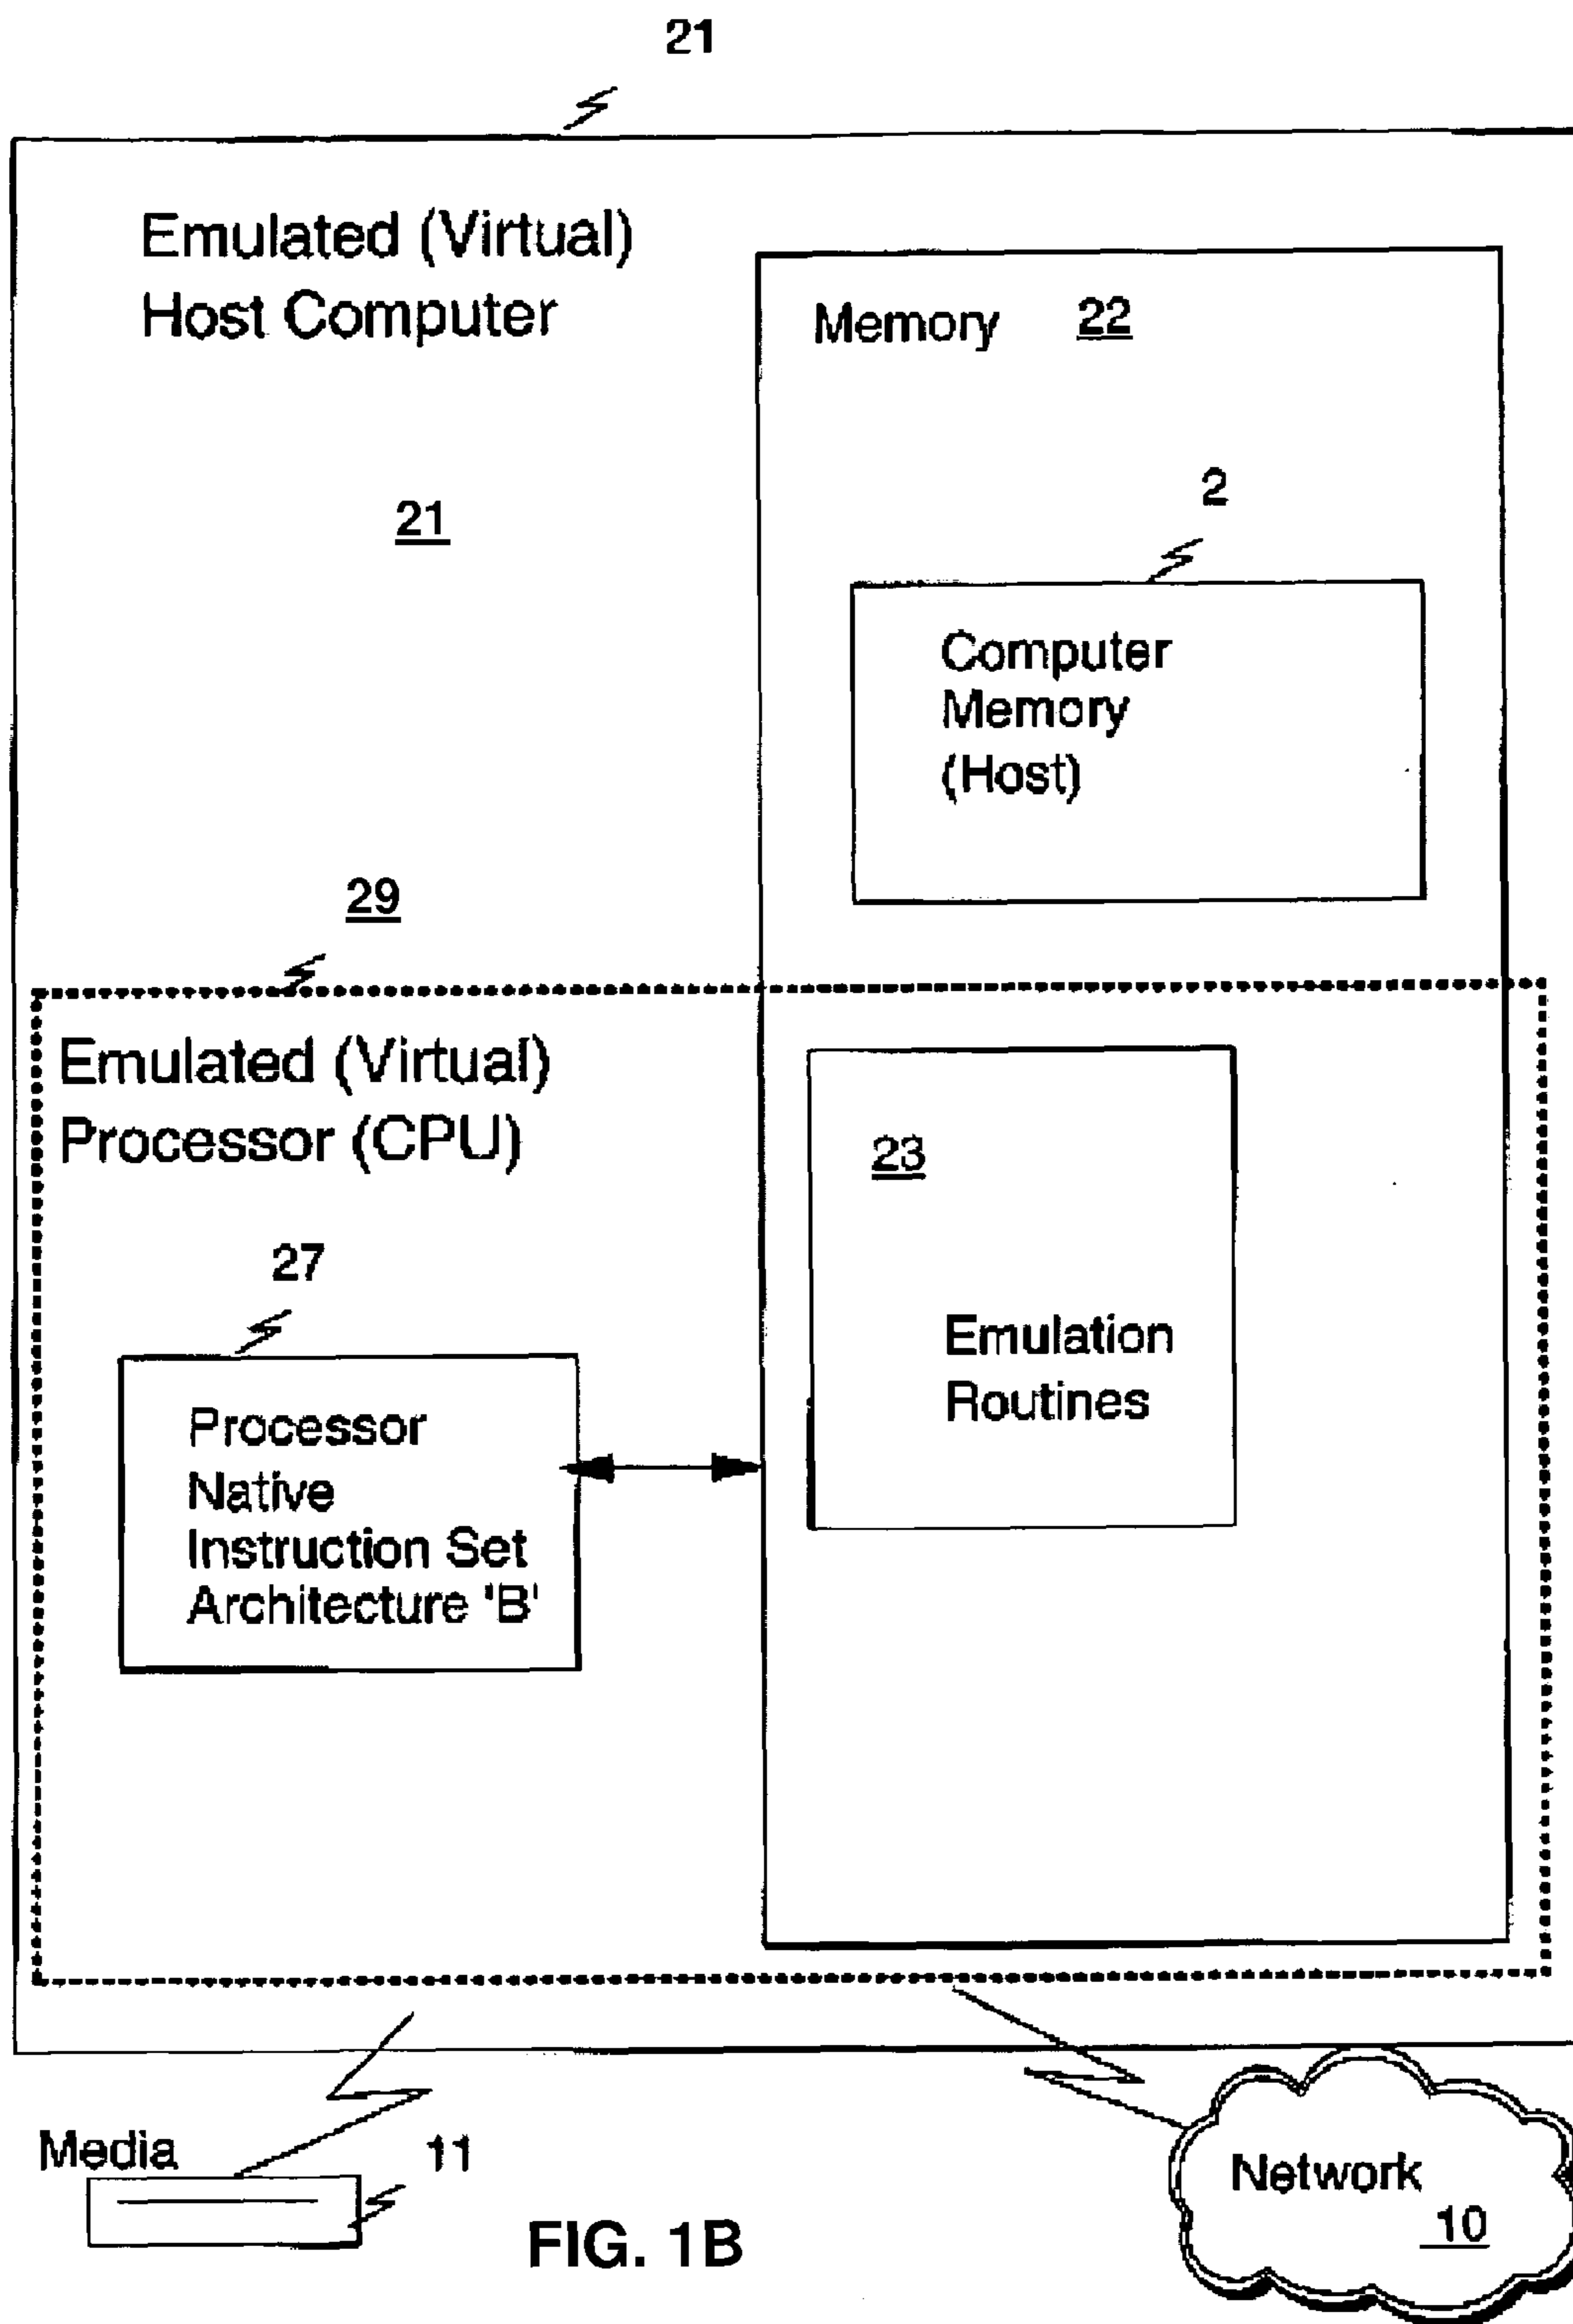 21
Emulated (Virtual)
Host Computer
21
Memory 22
2
Computer
Memory
(Host)
29
Emulated (Virtual)
Processor (CPU)
23
Emulation
Routines
27
Processor
Native
Instruction Set
Architecture 'B'
Media
11
Network
10
FIG. 1B